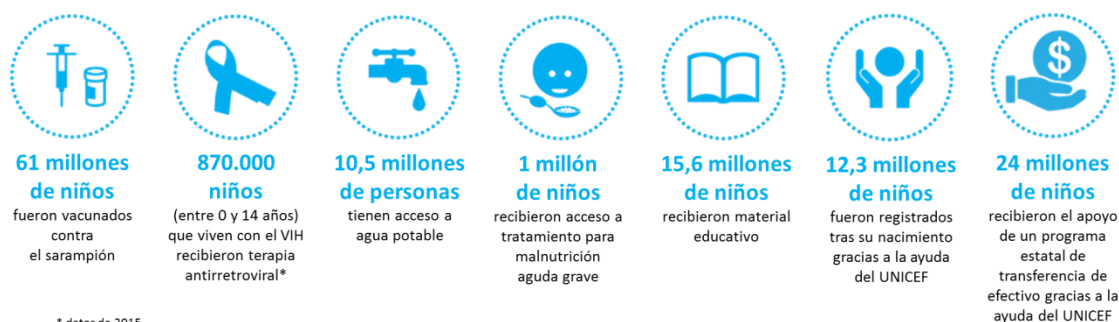 61 millones
de niños
fueron vacunados
contra
el sarampión
870.000
niños
(entre 0 y 14 años)
que viven con el VIH
recibieron terapia
antirretroviral*
10,5 millones
de personas
tienen acceso a
agua potable
1 millón
de niños
recibieron acceso a
tratamiento para
malnutrición
aguda grave
15,6 millones
de niños
recibieron material
educativo
12,3 millones
de niños
fueron registrados
tras su nacimiento
gracias a la ayuda
del UNICEF
$
24 millones
de niños
recibieron el apoyo
de un programa
estatal de
transferencia de
efectivo gracias a la
ayuda del UNICEF
* datos de 2015